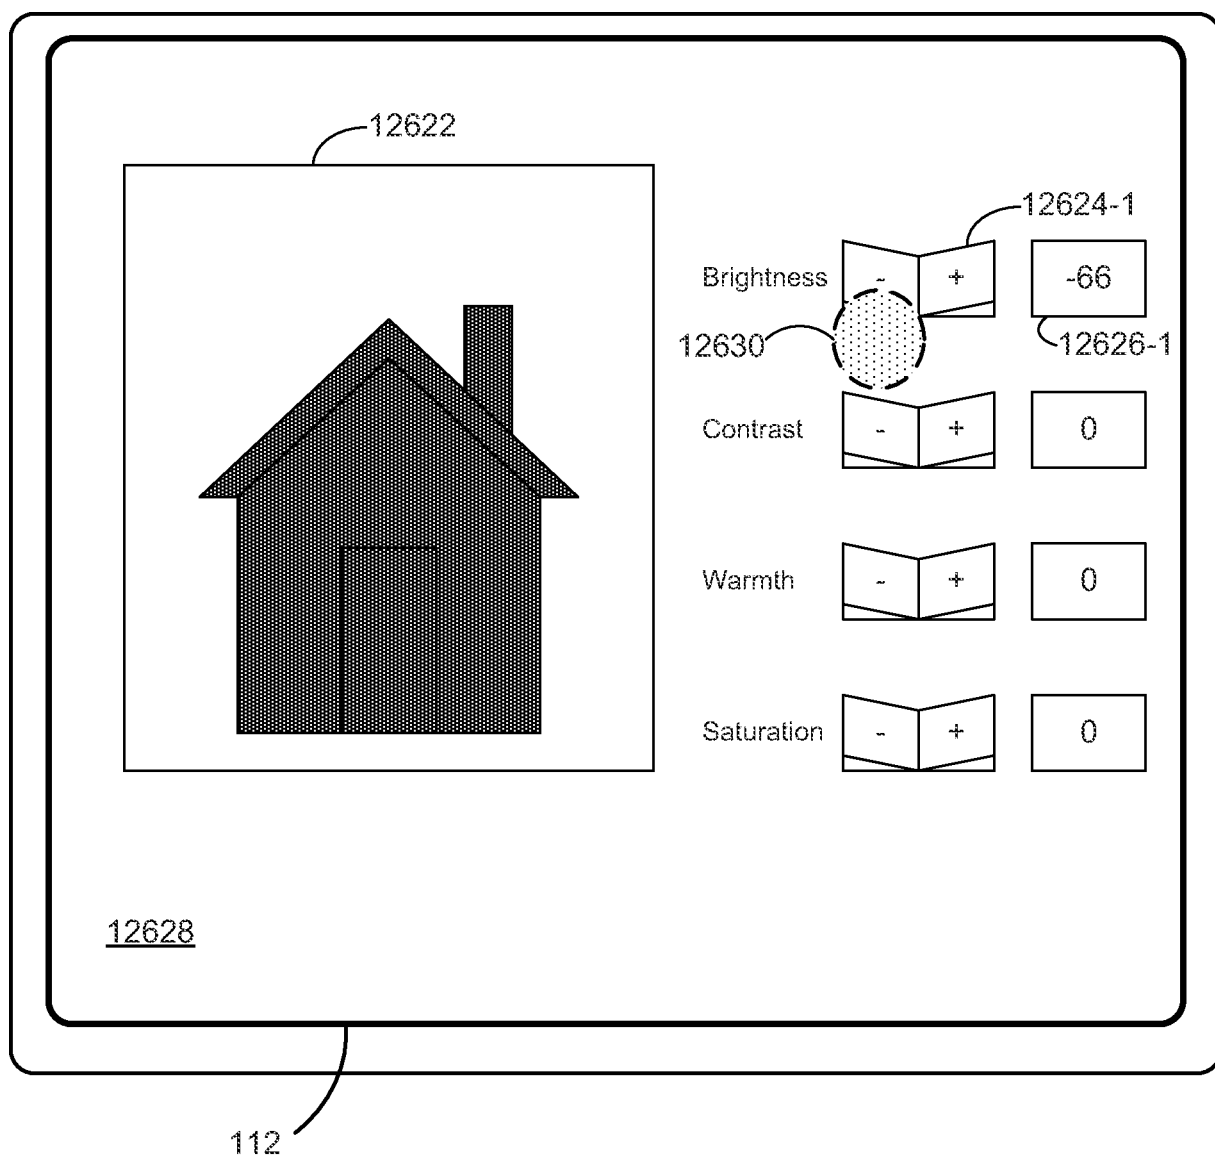 12622
12624-1
Brightness - + -66
12630
12626-1
Contrast - + 0
Warmth - + 0
Saturation - + 0
12628
112